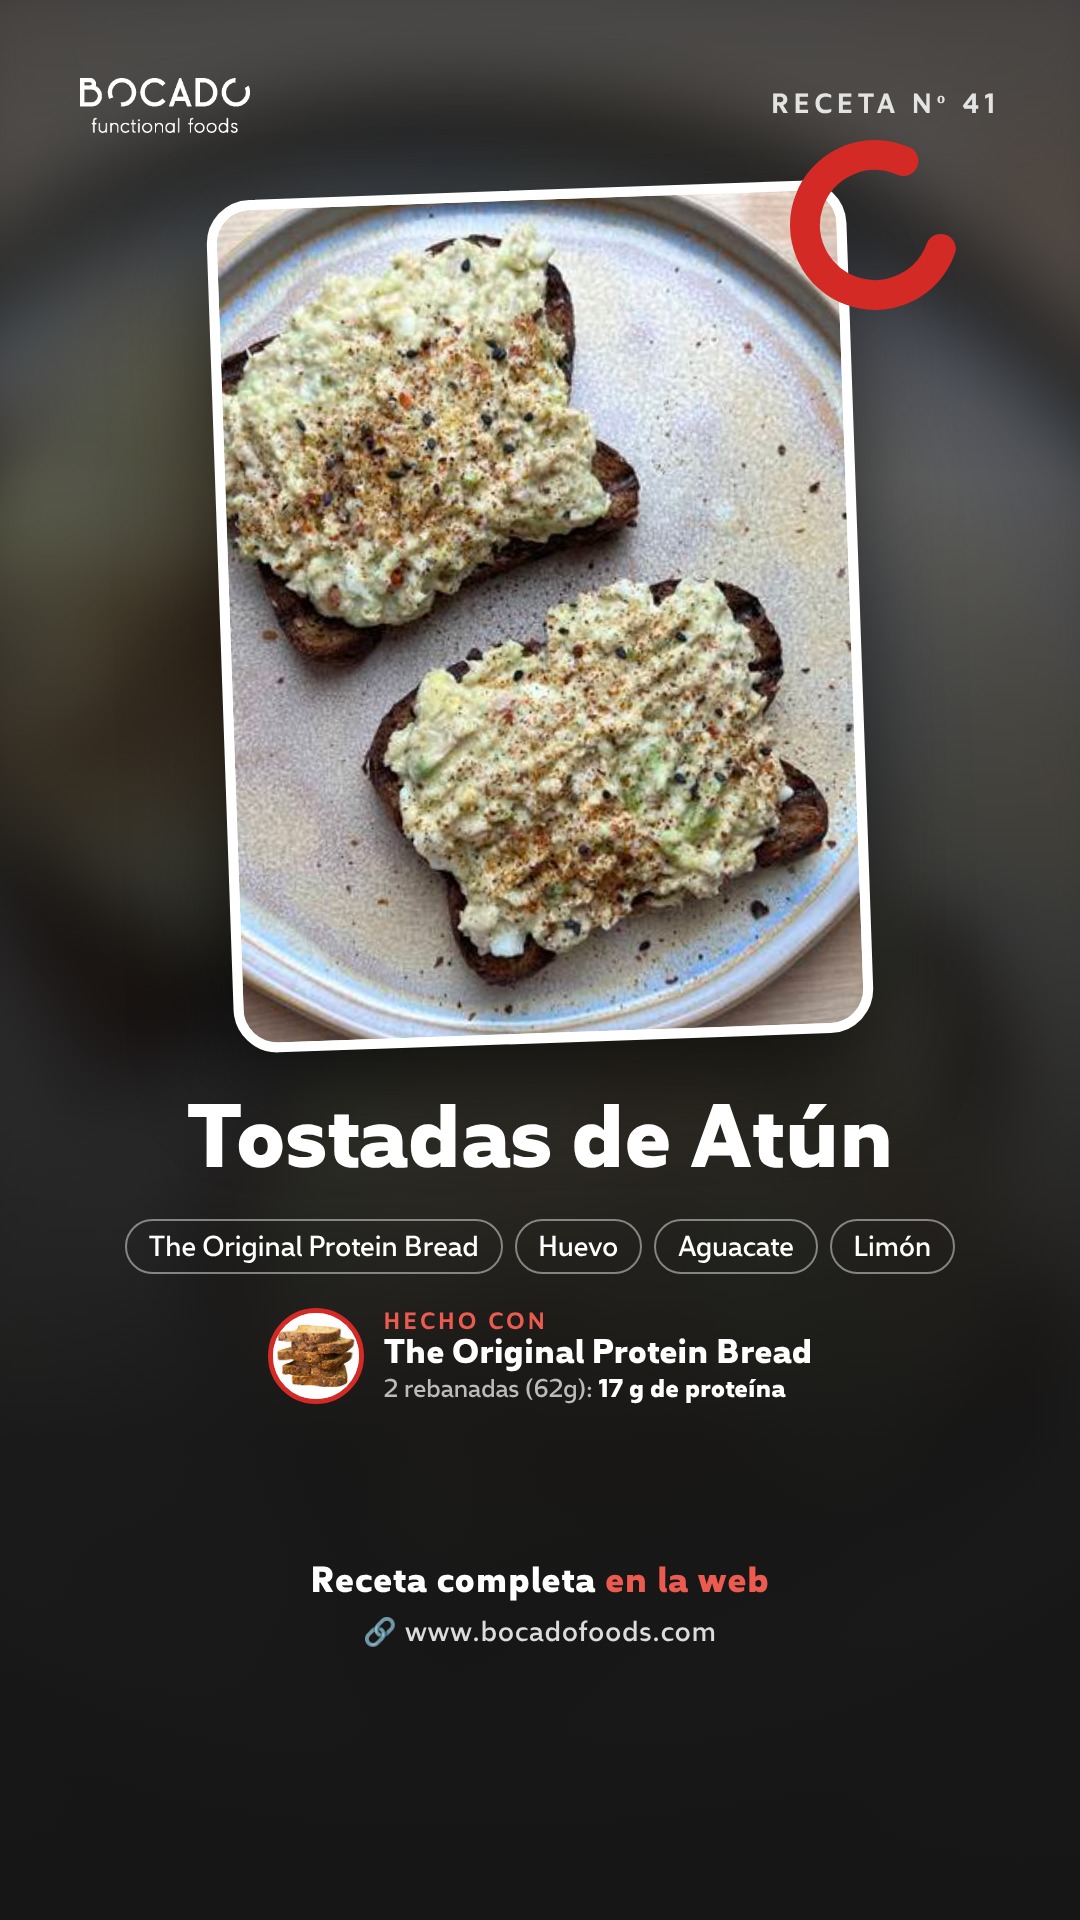 BOCADO
functional foods
RECETA Nº 41
Tostadas de Atún
The Original Protein Bread
Huevo
Aguacate
Limón
HECHO CON
The Original Protein Bread
2 rebanadas (62g): 17 g de proteína
Receta completa en la web
www.bocadofoods.com